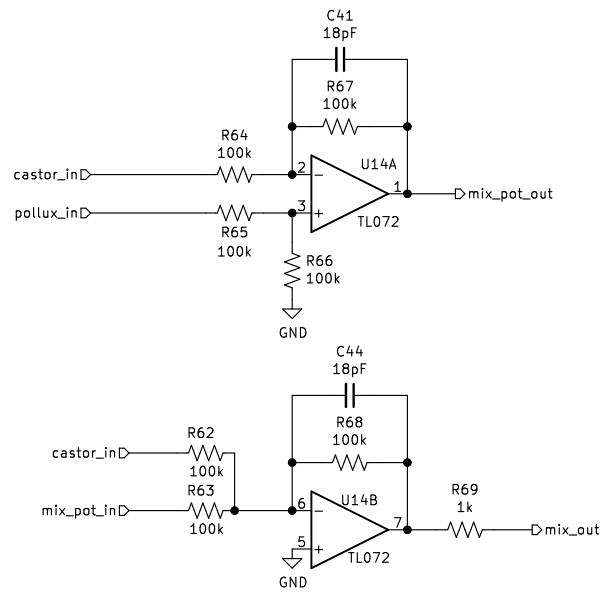 C41
18pF
R67
100k
R64
100k
U14A
castor_in
2
1
mix_pot_out
pollux_in
3
R65
100k
TL072
R66
100k
GND
C44
18pF
R68
100k
castor_in
R62
100k
mix_pot_in
R63
100k
6
U14B
7
R69
1k
mix_out
5
TL072
GND